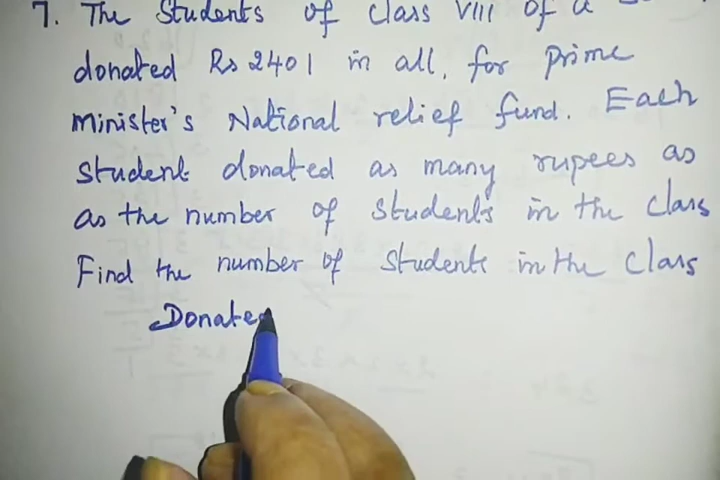 7. The Students of Class VIII of a
donated Rs 2401 in all, for prime
minister's National relief fund. Each
student donated as many rupees as
as the number of students in the class
Find the number of students in the class
Donated